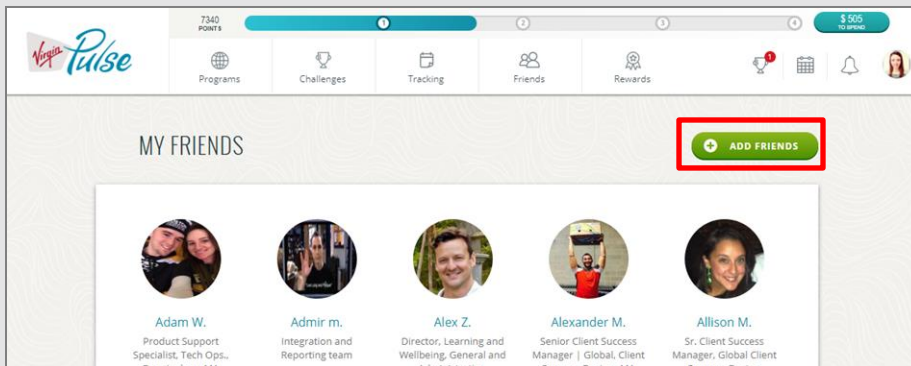 7340
POINTS
1
2
3
4
$ 505
TO SPEND
Virgin Pulse
Programs
Challenges
Tracking
Friends
Rewards
1
MY FRIENDS
ADD FRIENDS
Adam W.
Product Support
Specialist, Tech Ops..
Admir m.
Integration and
Reporting team
Alex Z.
Director, Learning and
Wellbeing, General and
Alexander M.
Senior Client Success
Manager | Global, Client
Allison M.
Sr. Client Success
Manager, Global Client